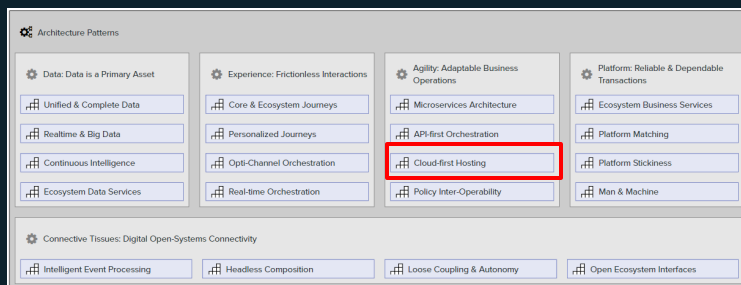 Architecture Patterns
Data: Data is a Primary Asset
Unified & Complete Data
Realtime & Big Data
Continuous Intelligence
Ecosystem Data Services
Experience: Frictionless Interactions
Core & Ecosystem Journeys
Personalized Journeys
Opti-Channel Orchestration
Real-time Orchestration
Agility: Adaptable Business
Operations
Microservices Architecture
API-first Orchestration
Cloud-first Hosting
Policy Inter-Operability
Platform: Reliable & Dependable
Transactions
Ecosystem Business Services
Platform Matching
Platform Stickiness
Man & Machine
Connective Tissues: Digital Open-Systems Connectivity
Intelligent Event Processing
Headless Composition
Loose Coupling & Autonomy
Open Ecosystem Interfaces